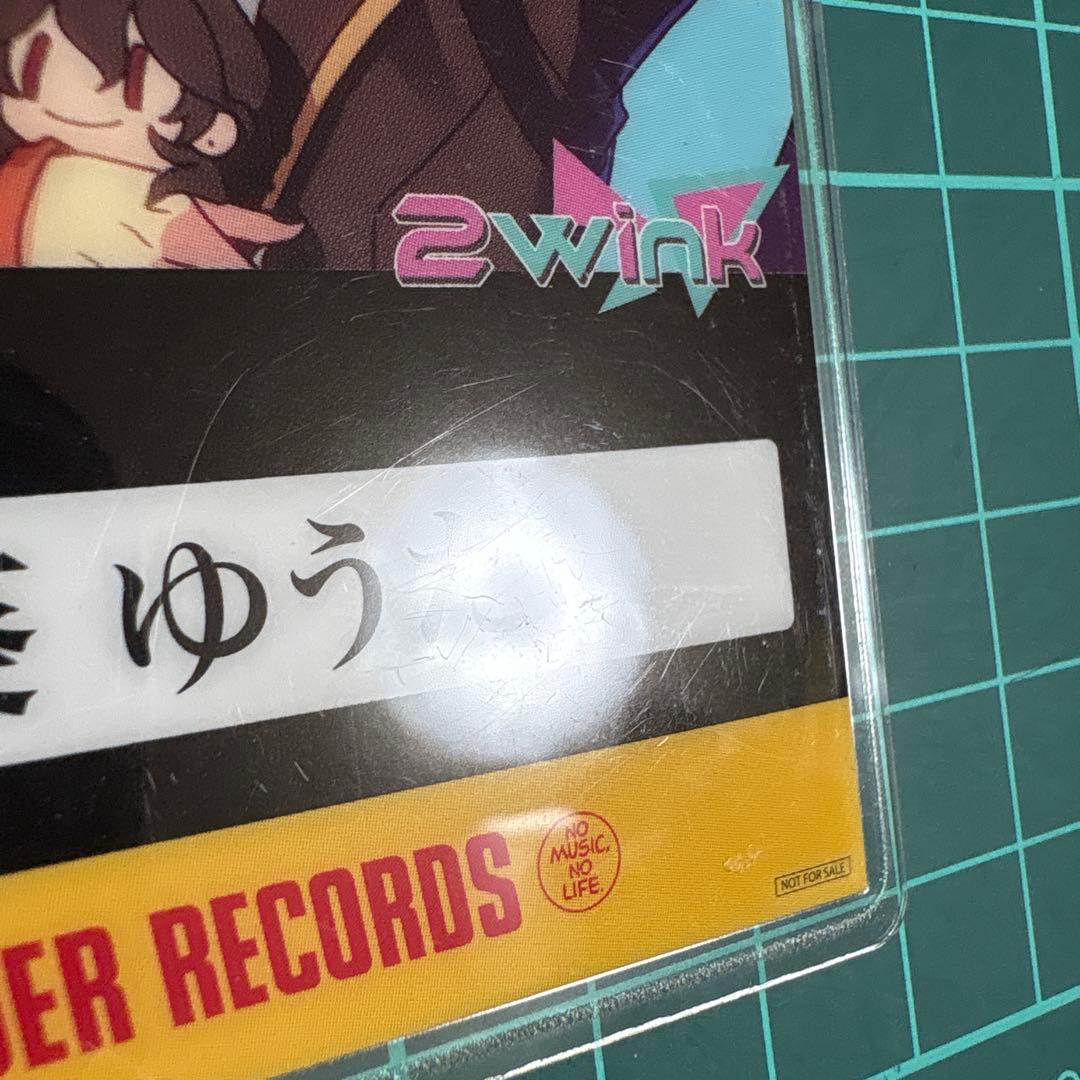 2wink
ゆう
ER RECORDS
NO
MUSIC,
NO
LIFE.
NOT FOR SALE